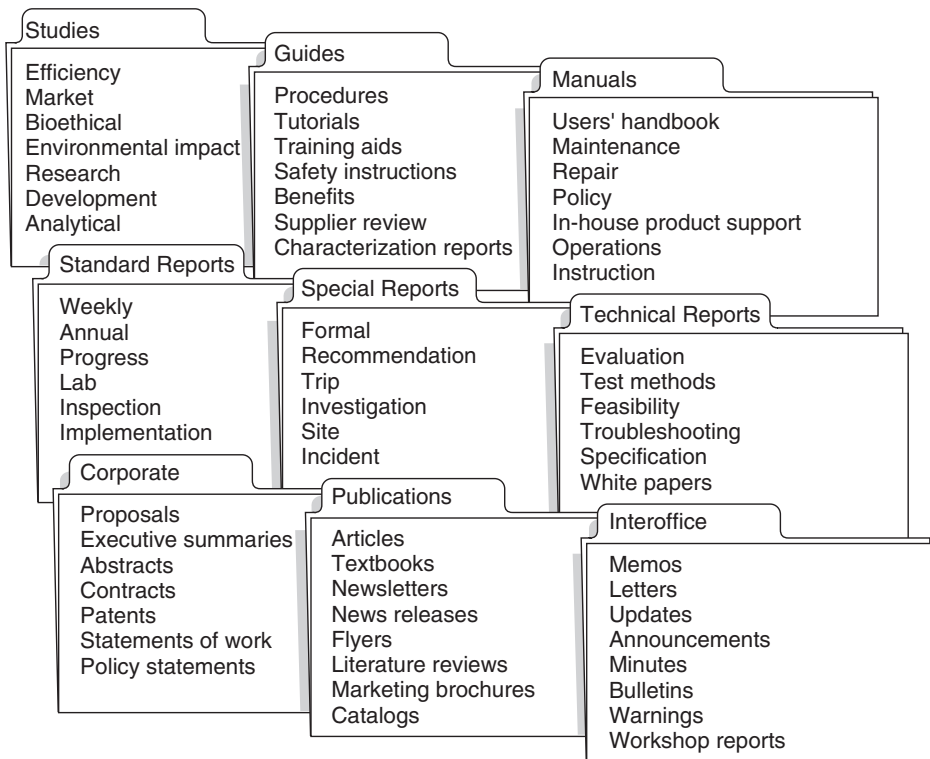 Studies
Efficiency
Market
Bioethical
Environmental impact
Research
Development
Analytical
Guides
Procedures
Tutorials
Training aids
Safety instructions
Benefits
Supplier review
Characterization reports
Manuals
Users' handbook
Maintenance
Repair
Policy
In-house product support
Operations
Instruction
Standard Reports
Weekly
Annual
Progress
Lab
Inspection
Implementation
Special Reports
Formal
Recommendation
Trip
Investigation
Site
Incident
Technical Reports
Evaluation
Test methods
Feasibility
Troubleshooting
Specification
White papers
Corporate
Proposals
Executive summaries
Abstracts
Contracts
Patents
Statements of work
Policy statements
Publications
Articles
Textbooks
Newsletters
News releases
Flyers
Literature reviews
Marketing brochures
Catalogs
Interoffice
Memos
Letters
Updates
Announcements
Minutes
Bulletins
Warnings
Workshop reports